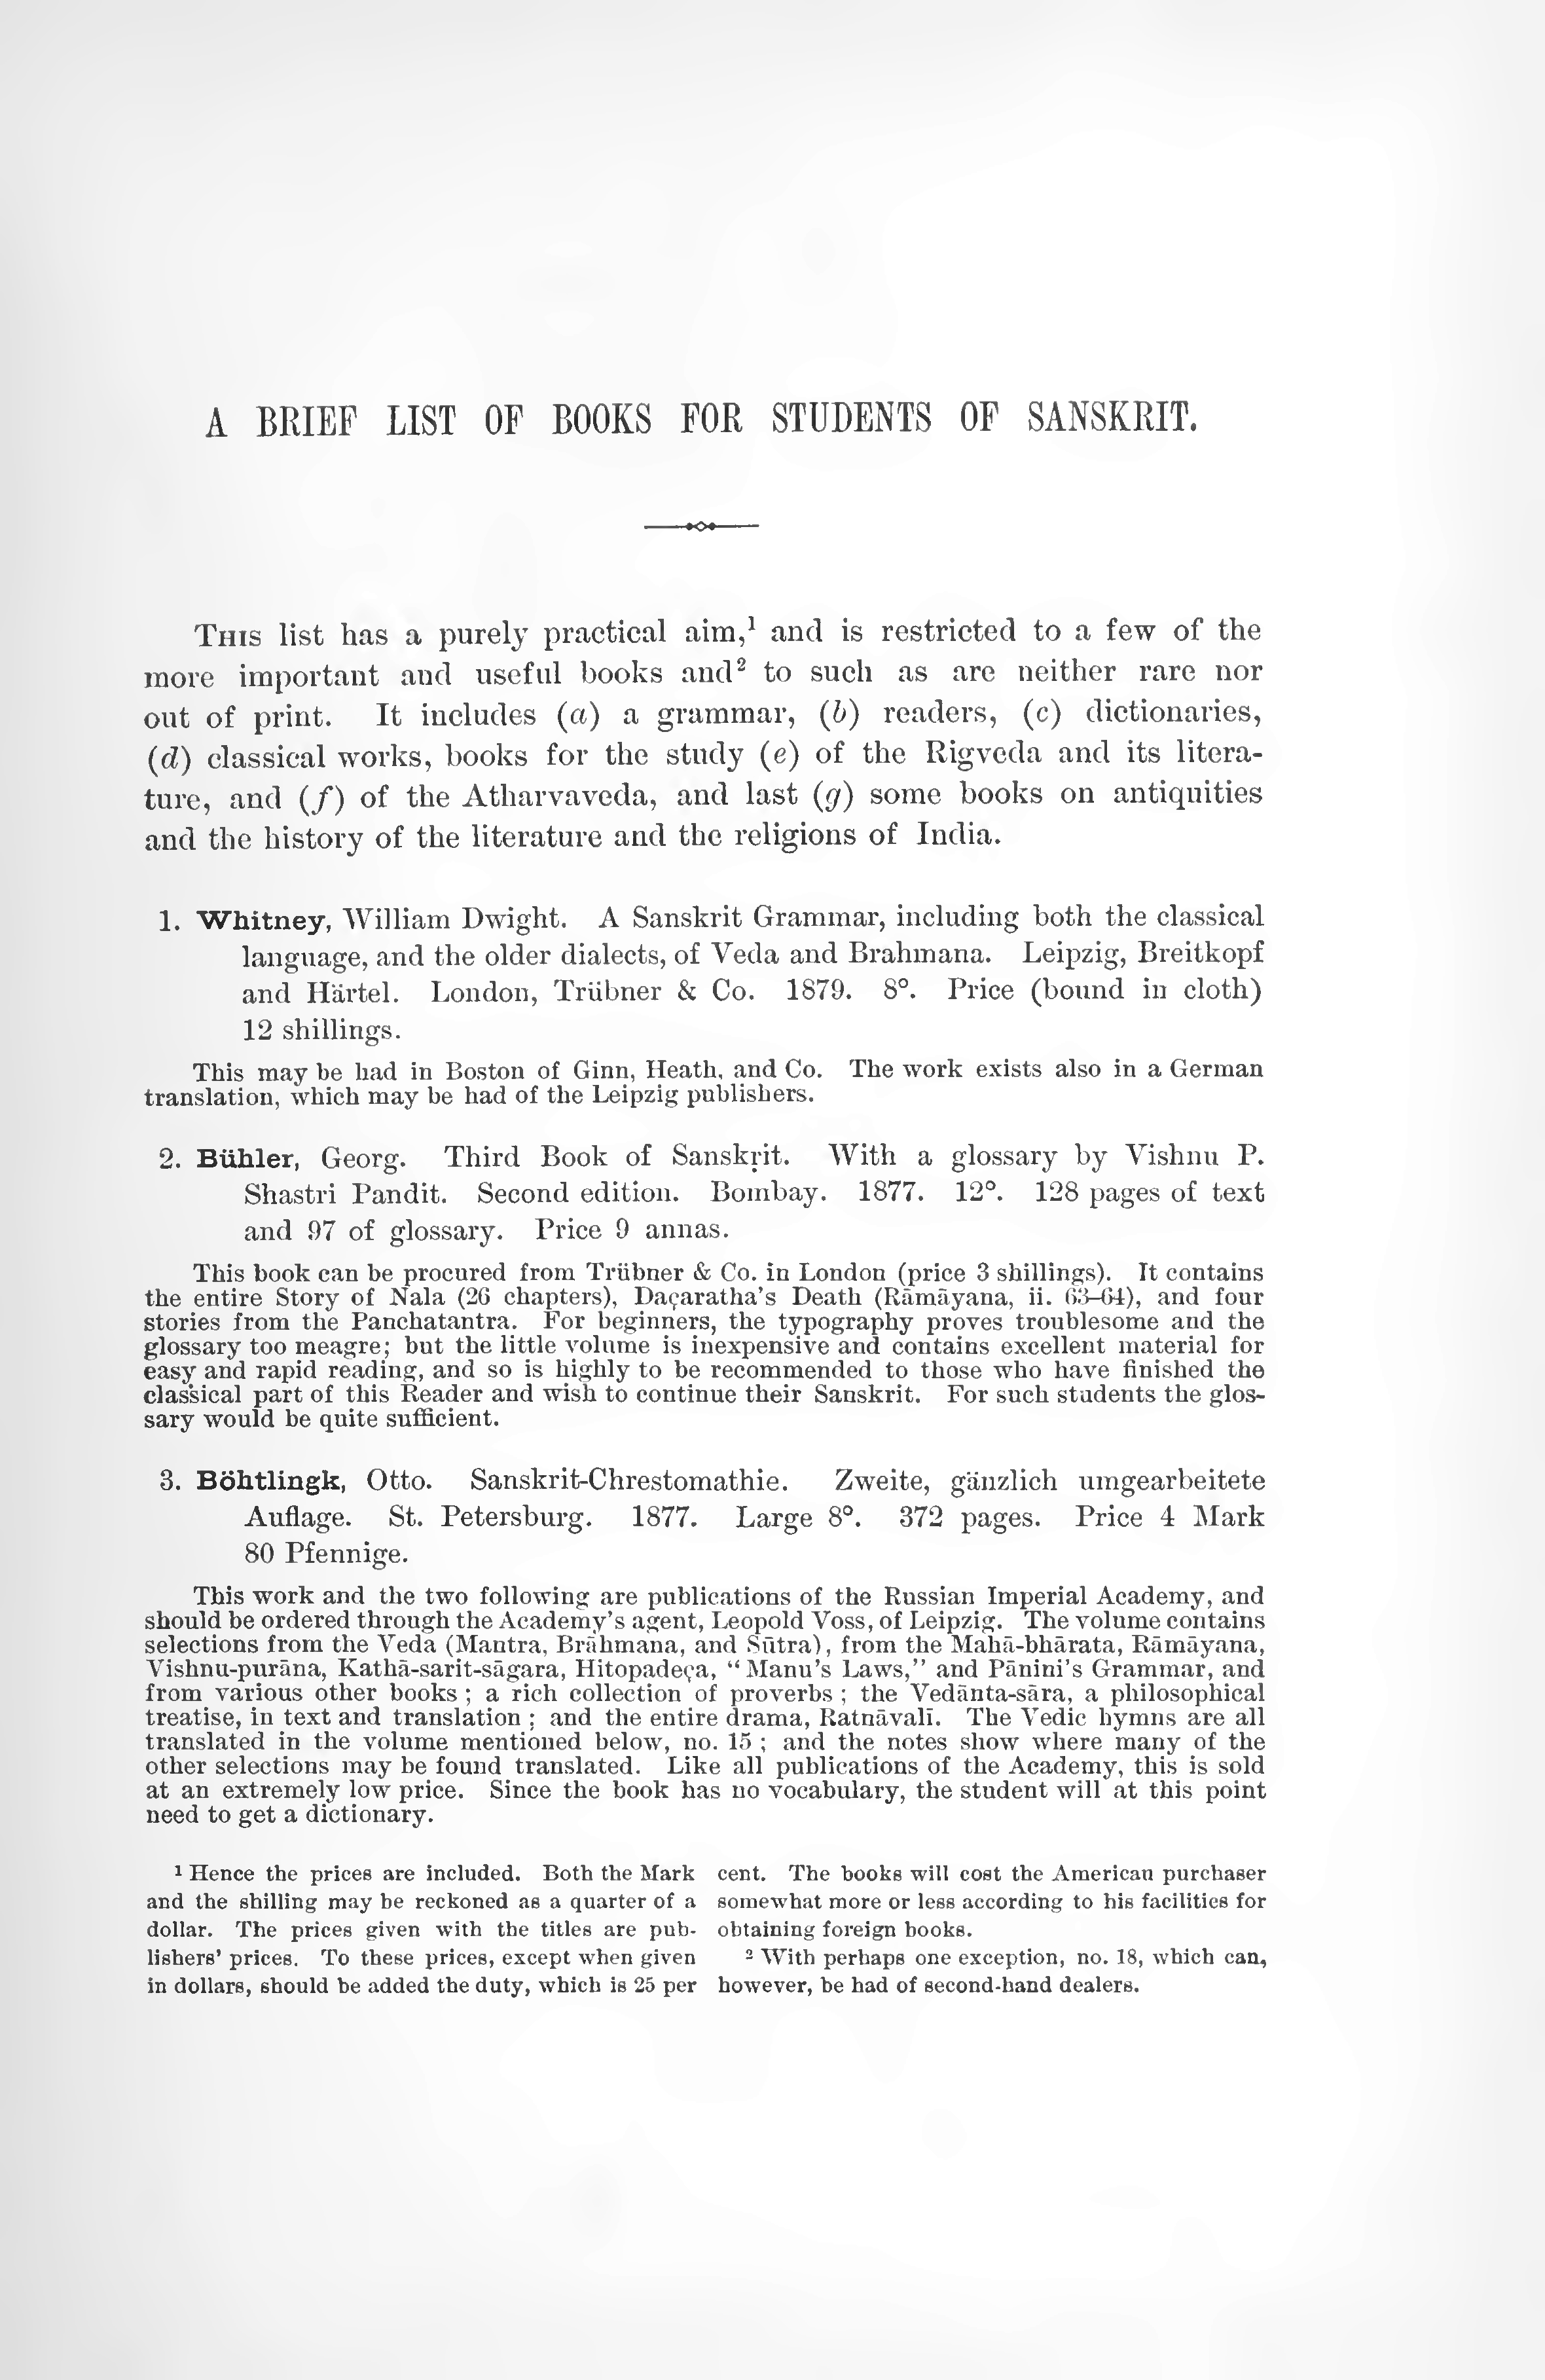 A BRIEF LIST OF BOOKS FOR STUDENTS OF SANSKRIT.
THIS list has a purely practical aim,¹ and is restricted to a few of the
more important and useful books and² to such as are neither rare nor
out of print. It includes (a) a grammar, (b) readers, (c) dictionaries,
(d) classical works, books for the study (e) of the Rigveda and its litera-
ture, and (f) of the Atharvaveda, and last (g) some books on antiquities
and the history of the literature and the religions of India.
1. Whitney, William Dwight. A Sanskrit Grammar, including both the classical
language, and the older dialects, of Veda and Brahmana. Leipzig, Breitkopf
and Härtel. London, Trübner & Co. 1879. 8°. Price (bound in cloth)
12 shillings.
This may be had in Boston of Ginn, Heath, and Co. The work exists also in a German
translation, which may be had of the Leipzig publishers.
2. Bühler, Georg. Third Book of Sanskṛit. With a glossary by Vishnu P.
Shastri Pandit. Second edition. Bombay. 1877. 12°. 128 pages of text
and 97 of glossary. Price 9 annas.
This book can be procured from Trübner & Co. in London (price 3 shillings). It contains
the entire Story of Nala (26 chapters), Daçaratha's Death (Rāmāyana, ii. 63–64), and four
stories from the Panchatantra. For beginners, the typography proves troublesome and the
glossary too meagre; but the little volume is inexpensive and contains excellent material for
easy and rapid reading, and so is highly to be recommended to those who have finished the
classical part of this Reader and wish to continue their Sanskrit. For such students the glos-
sary would be quite sufficient.
3. Böhtlingk, Otto. Sanskrit-Chrestomathie. Zweite, gänzlich umgearbeitete
Auflage. St. Petersburg. 1877. Large 8°. 372 pages. Price 4 Mark
80 Pfennige.
This work and the two following are publications of the Russian Imperial Academy, and
should be ordered through the Academy's agent, Leopold Voss, of Leipzig. The volume contains
selections from the Veda (Mantra, Brāhmana, and Sūtra), from the Mahā-bhārata, Rāmāyana,
Vishnu-purāna, Kathā-sarit-sāgara, Hitopadeça, “Manu's Laws,” and Pānini's Grammar, and
from various other books; a rich collection of proverbs; the Vedānta-sāra, a philosophical
treatise, in text and translation; and the entire drama, Ratnāvalī. The Vedic hymns are all
translated in the volume mentioned below, no. 15; and the notes show where many of the
other selections may be found translated. Like all publications of the Academy, this is sold
at an extremely low price. Since the book has no vocabulary, the student will at this point
need to get a dictionary.
¹ Hence the prices are included. Both the Mark
and the shilling may be reckoned as a quarter of a
dollar. The prices given with the titles are pub-
lishers' prices. To these prices, except when given
in dollars, should be added the duty, which is 25 per
cent. The books will cost the American purchaser
somewhat more or less according to his facilities for
obtaining foreign books.
² With perhaps one exception, no. 18, which can,
however, be had of second-hand dealers.